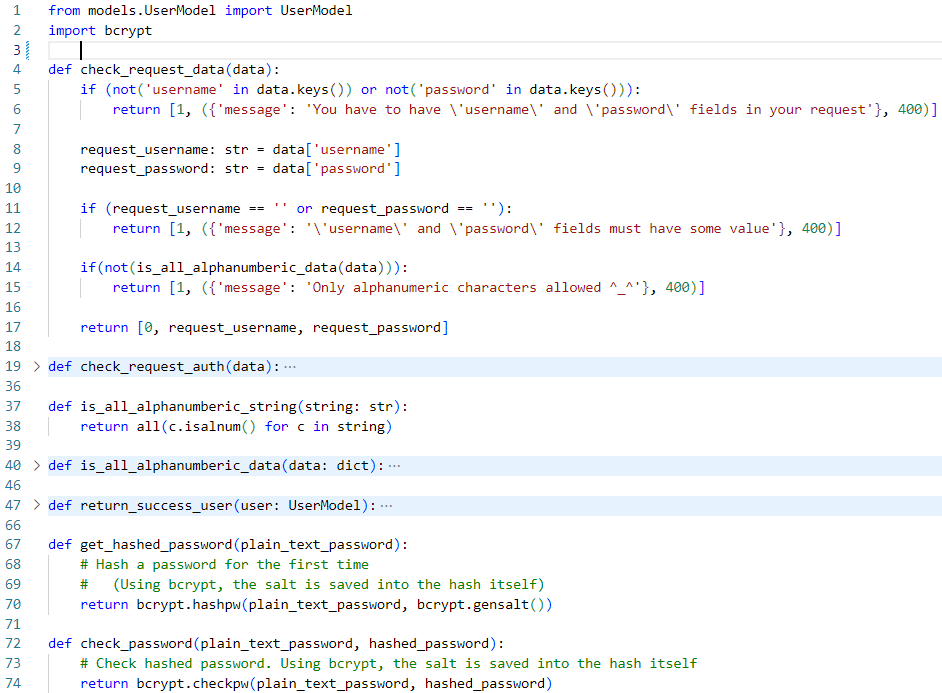 1 from models.UserModel import UserModel
2 import bcrypt
3
4 def check_request_data(data):
5     if (not('username' in data.keys()) or not('password' in data.keys())):
6         return [1, ({'message': 'You have to have \'username\' and \'password\' fields in your request'}, 400)]
7
8     request_username: str = data['username']
9     request_password: str = data['password']
10
11     if (request_username == '' or request_password == ''):
12         return [1, ({'message': '\'username\' and \'password\' fields must have some value'}, 400)]
13
14     if(not(is_all_alphanumberic_data(data))):
15         return [1, ({'message': 'Only alphanumeric characters allowed ^_^'}, 400)]
16
17     return [0, request_username, request_password]
18
19 > def check_request_auth(data): ···
36
37 def is_all_alphanumberic_string(string: str):
38     return all(c.isalnum() for c in string)
39
40 > def is_all_alphanumberic_data(data: dict): ···
46
47 > def return_success_user(user: UserModel): ···
66
67 def get_hashed_password(plain_text_password):
68     # Hash a password for the first time
69     #   (Using bcrypt, the salt is saved into the hash itself)
70     return bcrypt.hashpw(plain_text_password, bcrypt.gensalt())
71
72 def check_password(plain_text_password, hashed_password):
73     # Check hashed password. Using bcrypt, the salt is saved into the hash itself
74     return bcrypt.checkpw(plain_text_password, hashed_password)